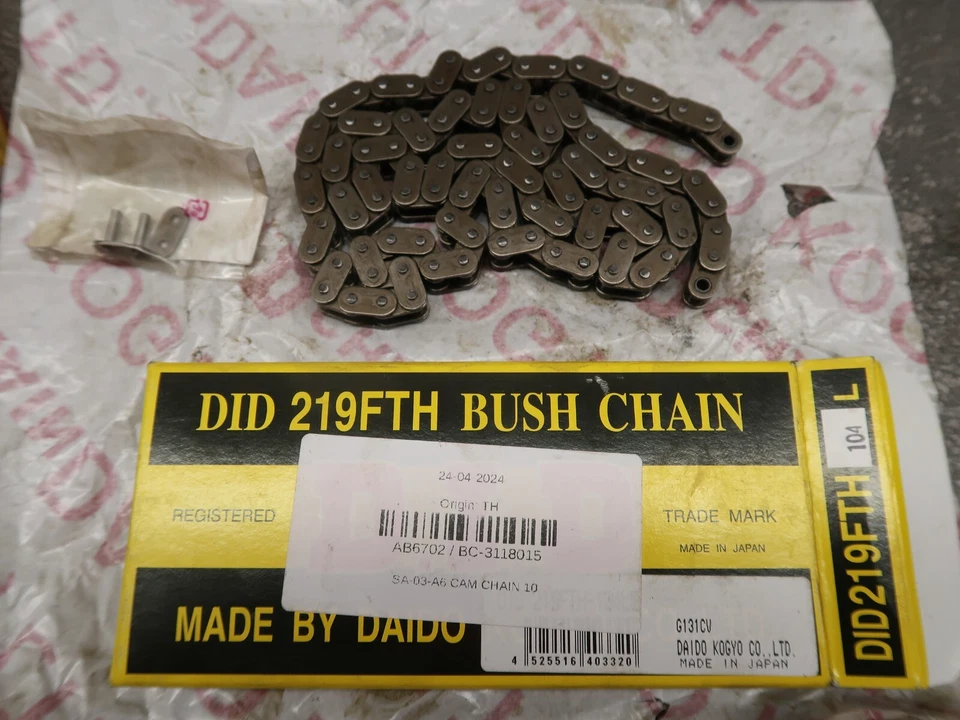 DID 219FTH BUSH CHAIN
24-04 2024
Origin: TH
AB6702 / BC-3118015
SA-03-A6 CAM CHAIN 10
REGISTERED
TRADE MARK
MADE IN JAPAN
MADE BY DAIDO
G131CV
DAIDO KOGYO CO.,LTD.
MADE IN JAPAN
4 525516 403320
DID219FTH 104 L